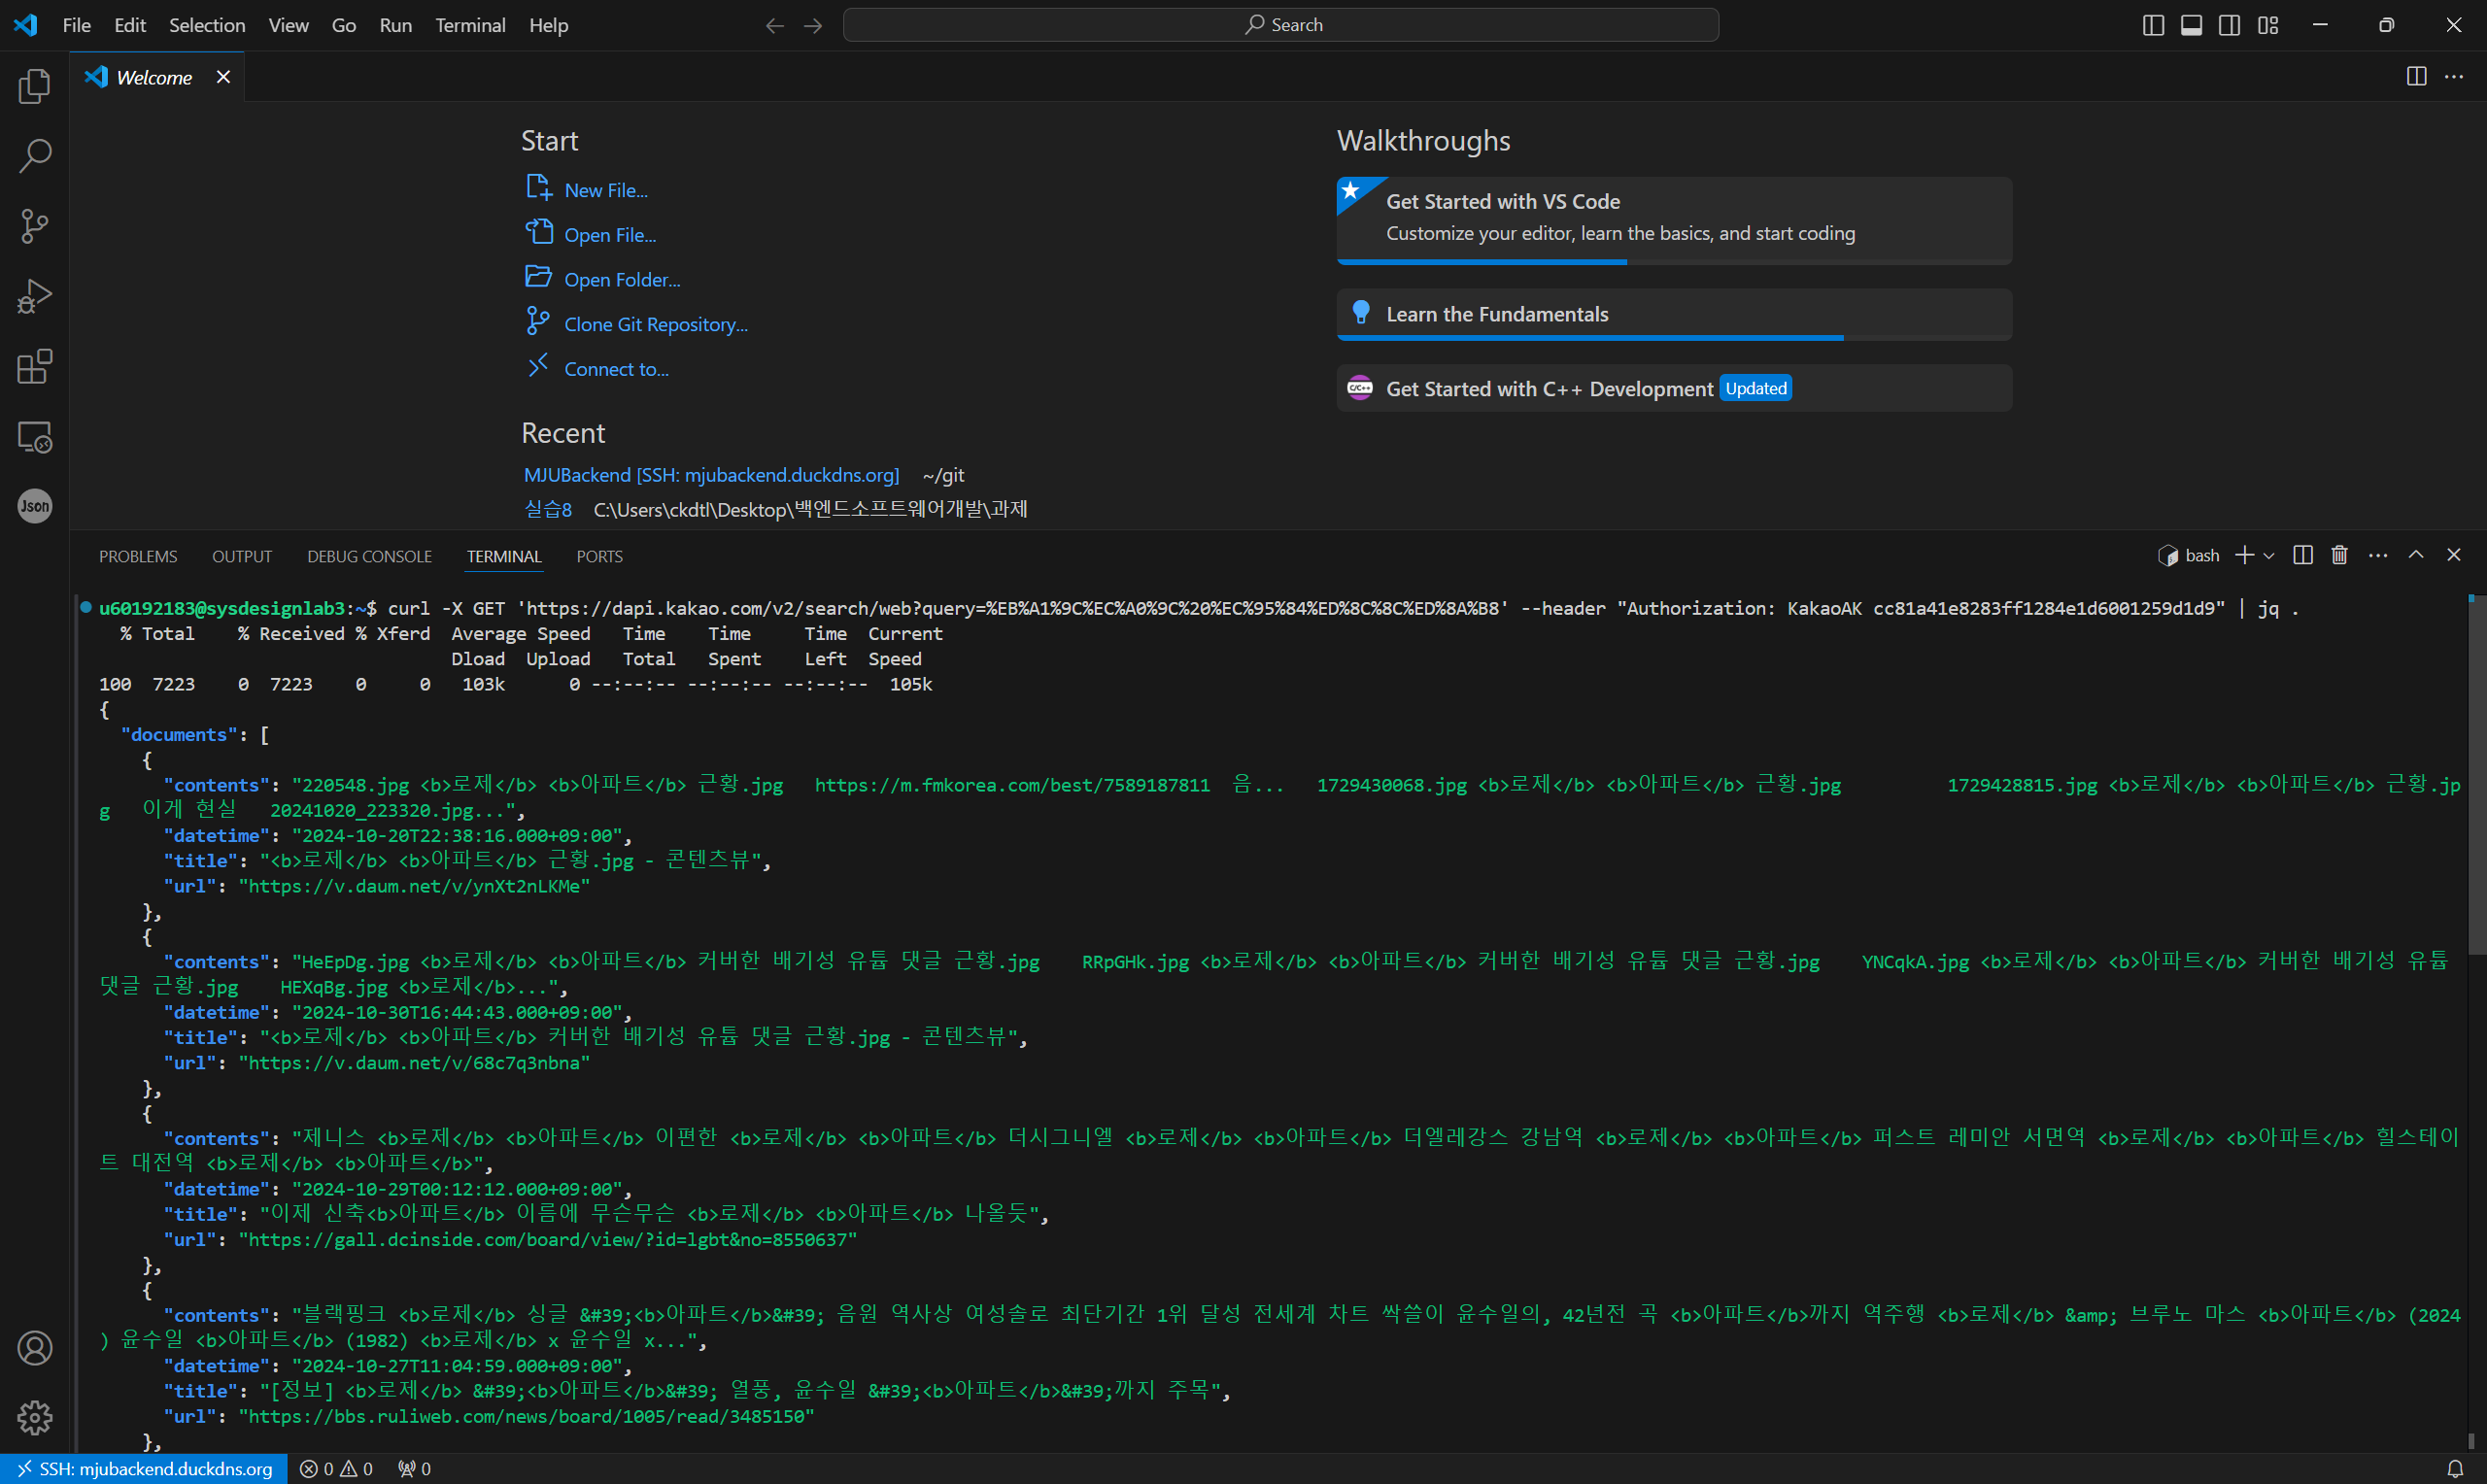 File Edit Selection View Go Run Terminal Help
Search
Welcome
Start
New File...
Open File...
Open Folder...
Clone Git Repository...
Connect to...
Recent
MJUBackend [SSH: mjubackend.duckdns.org] ~/git
실습8 C:\Users\ckdtl\Desktop\백엔드소프트웨어개발\과제
Walkthroughs
Get Started with VS Code
Customize your editor, learn the basics, and start coding
Learn the Fundamentals
C/C++ Get Started with C++ Development Updated
Json
PROBLEMS OUTPUT DEBUG CONSOLE TERMINAL PORTS
bash
u60192183@sysdesignlab3:~$ curl -X GET 'https://dapi.kakao.com/v2/search/web?query=%EB%A1%9C%EC%A0%9C%20%EC%95%84%ED%8C%8C%ED%8A%B8' --header "Authorization: KakaoAK cc81a41e8283ff1284e1d6001259d1d9" | jq .
% Total % Received % Xferd Average Speed Time Time Time Current
Dload Upload Total Spent Left Speed
100 7223 0 7223 0 0 103k 0 --:--:-- --:--:-- --:--:-- 105k
{
"documents": [
{
"contents": "220548.jpg <b>로제</b> <b>아파트</b> 근황.jpg https://m.fmkorea.com/best/7589187811 음... 1729430068.jpg <b>로제</b> <b>아파트</b> 근황.jpg 1729428815.jpg <b>로제</b> <b>아파트</b> 근황.jp
g 이게 현실 20241020_223320.jpg...",
"datetime": "2024-10-20T22:38:16.000+09:00",
"title": "<b>로제</b> <b>아파트</b> 근황.jpg - 콘텐츠뷰",
"url": "https://v.daum.net/v/ynXt2nLKMe"
},
{
"contents": "HeEpDg.jpg <b>로제</b> <b>아파트</b> 커버한 배기성 유튭 댓글 근황.jpg RRpGHk.jpg <b>로제</b> <b>아파트</b> 커버한 배기성 유튭 댓글 근황.jpg YNCqkA.jpg <b>로제</b> <b>아파트</b> 커버한 배기성 유튭
댓글 근황.jpg HEXqBg.jpg <b>로제</b>...",
"datetime": "2024-10-30T16:44:43.000+09:00",
"title": "<b>로제</b> <b>아파트</b> 커버한 배기성 유튭 댓글 근황.jpg - 콘텐츠뷰",
"url": "https://v.daum.net/v/68c7q3nbna"
},
{
"contents": "제니스 <b>로제</b> <b>아파트</b> 이편한 <b>로제</b> <b>아파트</b> 더시그니엘 <b>로제</b> <b>아파트</b> 더엘레강스 강남역 <b>로제</b> <b>아파트</b> 퍼스트 레미안 서면역 <b>로제</b> <b>아파트</b> 힐스테이
트 대전역 <b>로제</b> <b>아파트</b>",
"datetime": "2024-10-29T00:12:12.000+09:00",
"title": "이제 신축<b>아파트</b> 이름에 무슨무슨 <b>로제</b> <b>아파트</b> 나올듯",
"url": "https://gall.dcinside.com/board/view/?id=lgbt&no=8550637"
},
{
"contents": "블랙핑크 <b>로제</b> 싱글 &#39;<b>아파트</b>&#39; 음원 역사상 여성솔로 최단기간 1위 달성 전세계 차트 싹쓸이 윤수일의, 42년전 곡 <b>아파트</b>까지 역주행 <b>로제</b> &amp; 브루노 마스 <b>아파트</b> (2024
) 윤수일 <b>아파트</b> (1982) <b>로제</b> x 윤수일 x...",
"datetime": "2024-10-27T11:04:59.000+09:00",
"title": "[정보] <b>로제</b> &#39;<b>아파트</b>&#39; 열풍, 윤수일 &#39;<b>아파트</b>&#39;까지 주목",
"url": "https://bbs.ruliweb.com/news/board/1005/read/3485150"
},
SSH: mjubackend.duckdns.org 0 0 0